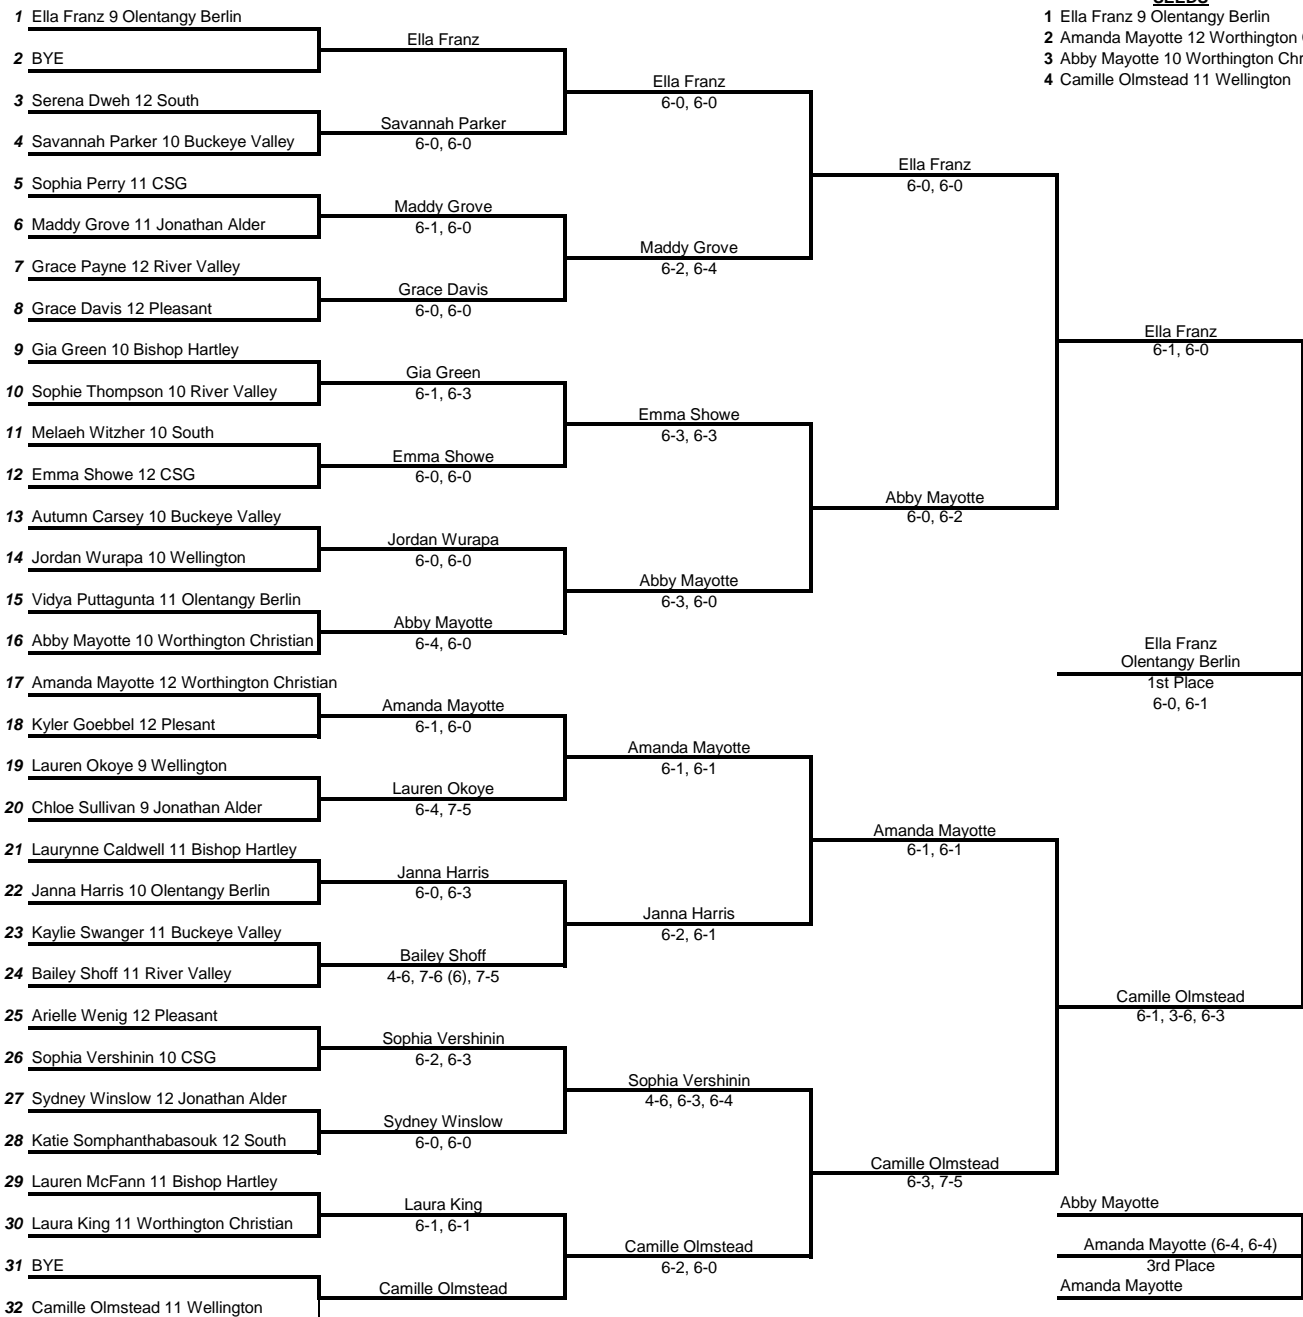 SEEDS
1 Ella Franz 9 Olentangy Berlin
2 Amanda Mayotte 12 Worthington
3 Abby Mayotte 10 Worthington Chr
4 Camille Olmstead 11 Wellington
1 Ella Franz 9 Olentangy Berlin
2 BYE
3 Serena Dweh 12 South
4 Savannah Parker 10 Buckeye Valley
5 Sophia Perry 11 CSG
6 Maddy Grove 11 Jonathan Alder
7 Grace Payne 12 River Valley
8 Grace Davis 12 Pleasant
9 Gia Green 10 Bishop Hartley
10 Sophie Thompson 10 River Valley
11 Melaeh Witzher 10 South
12 Emma Showe 12 CSG
13 Autumn Carsey 10 Buckeye Valley
14 Jordan Wurapa 10 Wellington
15 Vidya Puttagunta 11 Olentangy Berlin
16 Abby Mayotte 10 Worthington Christian
17 Amanda Mayotte 12 Worthington Christian
18 Kyler Goebbel 12 Plesant
19 Lauren Okoye 9 Wellington
20 Chloe Sullivan 9 Jonathan Alder
21 Laurynne Caldwell 11 Bishop Hartley
22 Janna Harris 10 Olentangy Berlin
23 Kaylie Swanger 11 Buckeye Valley
24 Bailey Shoff 11 River Valley
25 Arielle Wenig 12 Pleasant
26 Sophia Vershinin 10 CSG
27 Sydney Winslow 12 Jonathan Alder
28 Katie Somphanthabasouk 12 South
29 Lauren McFann 11 Bishop Hartley
30 Laura King 11 Worthington Christian
31 BYE
32 Camille Olmstead 11 Wellington
Ella Franz
Savannah Parker
6-0, 6-0
Maddy Grove
6-1, 6-0
Grace Davis
6-0, 6-0
Gia Green
6-1, 6-3
Emma Showe
6-0, 6-0
Jordan Wurapa
6-0, 6-0
Abby Mayotte
6-4, 6-0
Amanda Mayotte
6-1, 6-0
Lauren Okoye
6-4, 7-5
Janna Harris
6-0, 6-3
Bailey Shoff
4-6, 7-6 (6), 7-5
Sophia Vershinin
6-2, 6-3
Sydney Winslow
6-0, 6-0
Laura King
6-1, 6-1
Camille Olmstead
Ella Franz
6-0, 6-0
Maddy Grove
6-2, 6-4
Emma Showe
6-3, 6-3
Abby Mayotte
6-3, 6-0
Amanda Mayotte
6-1, 6-1
Janna Harris
6-2, 6-1
Sophia Vershinin
4-6, 6-3, 6-4
Camille Olmstead
6-2, 6-0
Ella Franz
6-0, 6-0
Abby Mayotte
6-0, 6-2
Amanda Mayotte
6-1, 6-1
Camille Olmstead
6-3, 7-5
Ella Franz
6-1, 6-0
Camille Olmstead
6-1, 3-6, 6-3
Ella Franz
Olentangy Berlin
1st Place
6-0, 6-1
Abby Mayotte
Amanda Mayotte (6-4, 6-4)
3rd Place
Amanda Mayotte